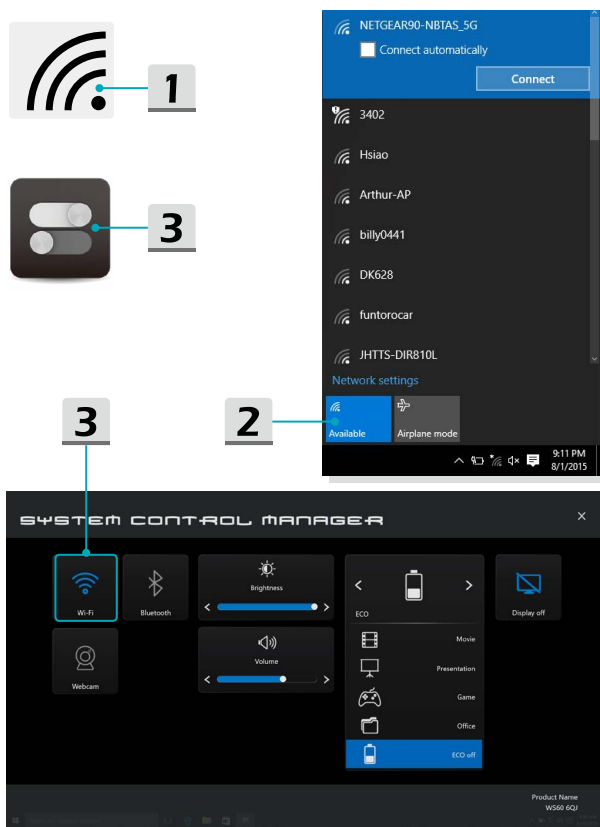 1
3
NETGEAR90-NBTAS_5G
Connect automatically
Connect
3402
Hsiao
Arthur-AP
billy0441
DK628
funtorocar
JHTTS-DIR810L
Network settings
Available
Airplane mode
9:11 PM
8/1/2015
2
3
SYSTEM CONTROL MANAGER
Wi-Fi
Bluetooth
Webcam
Brightness
Volume
ECO
Movie
Presentation
Game
Office
ECO off
Display off
Product Name
WS60 6QJ